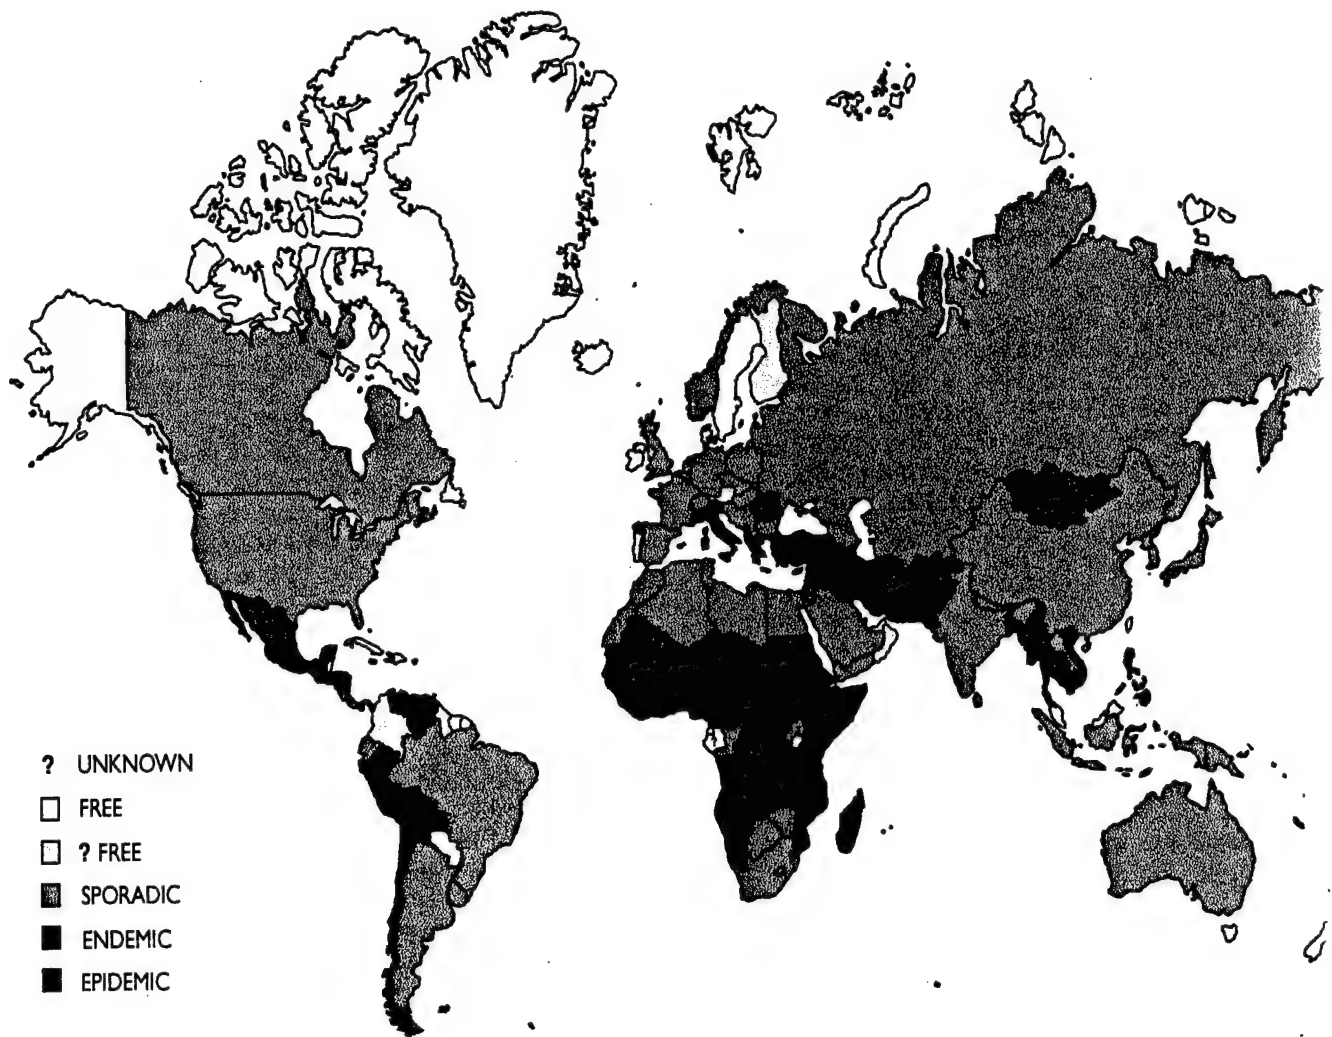 ? UNKNOWN
FREE
? FREE
SPORADIC
ENDEMIC
EPIDEMIC